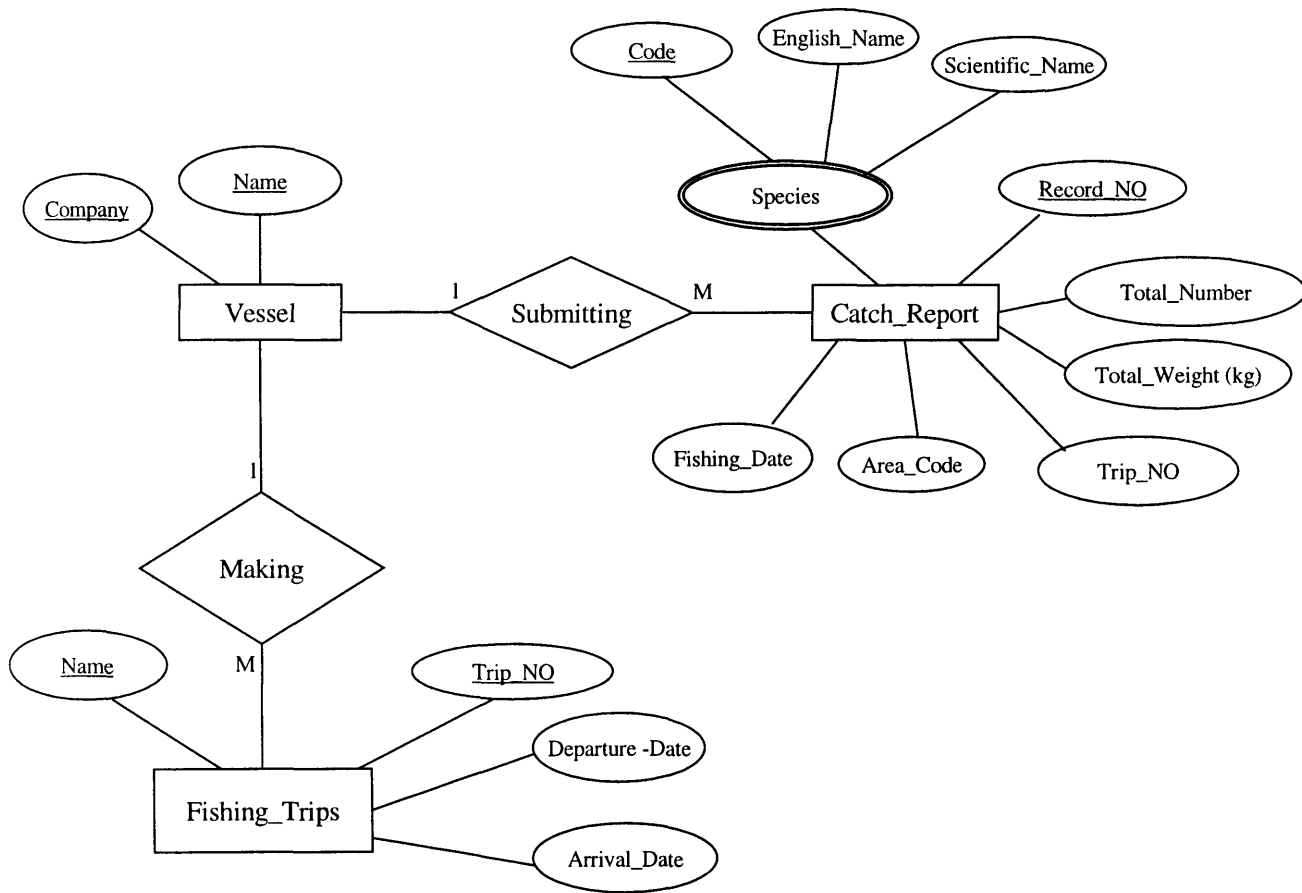 English_Name
Code
Scientific_Name
Name
Species
Record_NO
Company
1
M
Total_Number
Vessel
Submitting
Catch_Report
Total_Weight (kg)
Fishing_Date
Area_Code
Trip_NO
1
Making
Name
M
Trip_NO
Departure -Date
Fishing_Trips
Arrival_Date